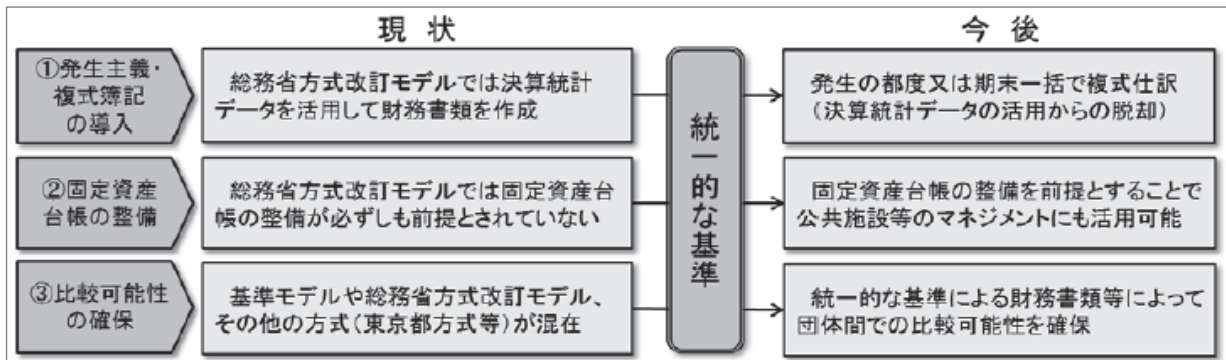 現 状
今 後
①発生主義・
複式簿記
の導入
総務省方式改訂モデルでは決算統計
データを活用して財務書類を作成
発生の都度又は期末一括で複式仕訳
（決算統計データの活用からの脱却）
統一的な基準
②固定資産
台帳の整備
総務省方式改訂モデルでは固定資産台
帳の整備が必ずしも前提とされていない
固定資産台帳の整備を前提とすることで
公共施設等のマネジメントにも活用可能
③比較可能性
の確保
基準モデルや総務省方式改訂モデル、
その他の方式（東京都方式等）が混在
統一的な基準による財務書類等によって
団体間での比較可能性を確保